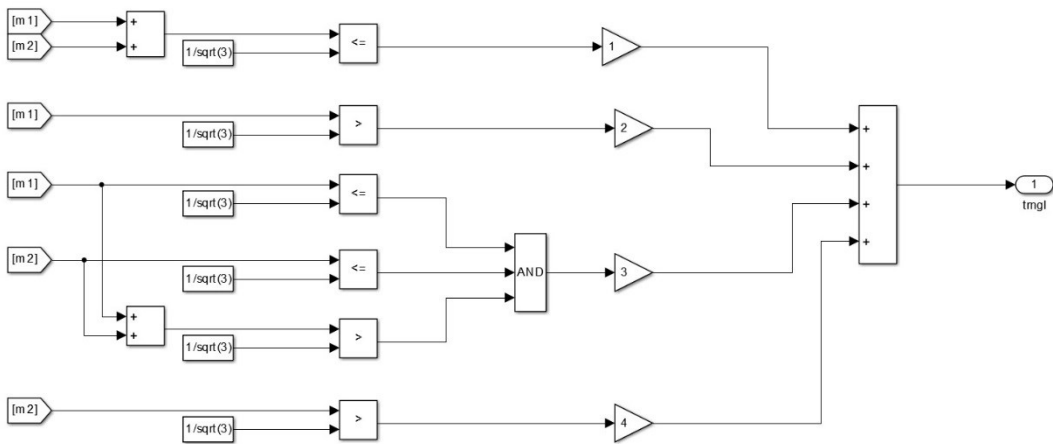 [m1]
[m2]
+
+
1/sqrt(3)
<=
1
[m1]
1/sqrt(3)
>
2
[m1]
1/sqrt(3)
<=
[m2]
1/sqrt(3)
<=
+
+
1/sqrt(3)
>
AND
3
[m2]
1/sqrt(3)
>
4
+
+
+
+
1
tmgl